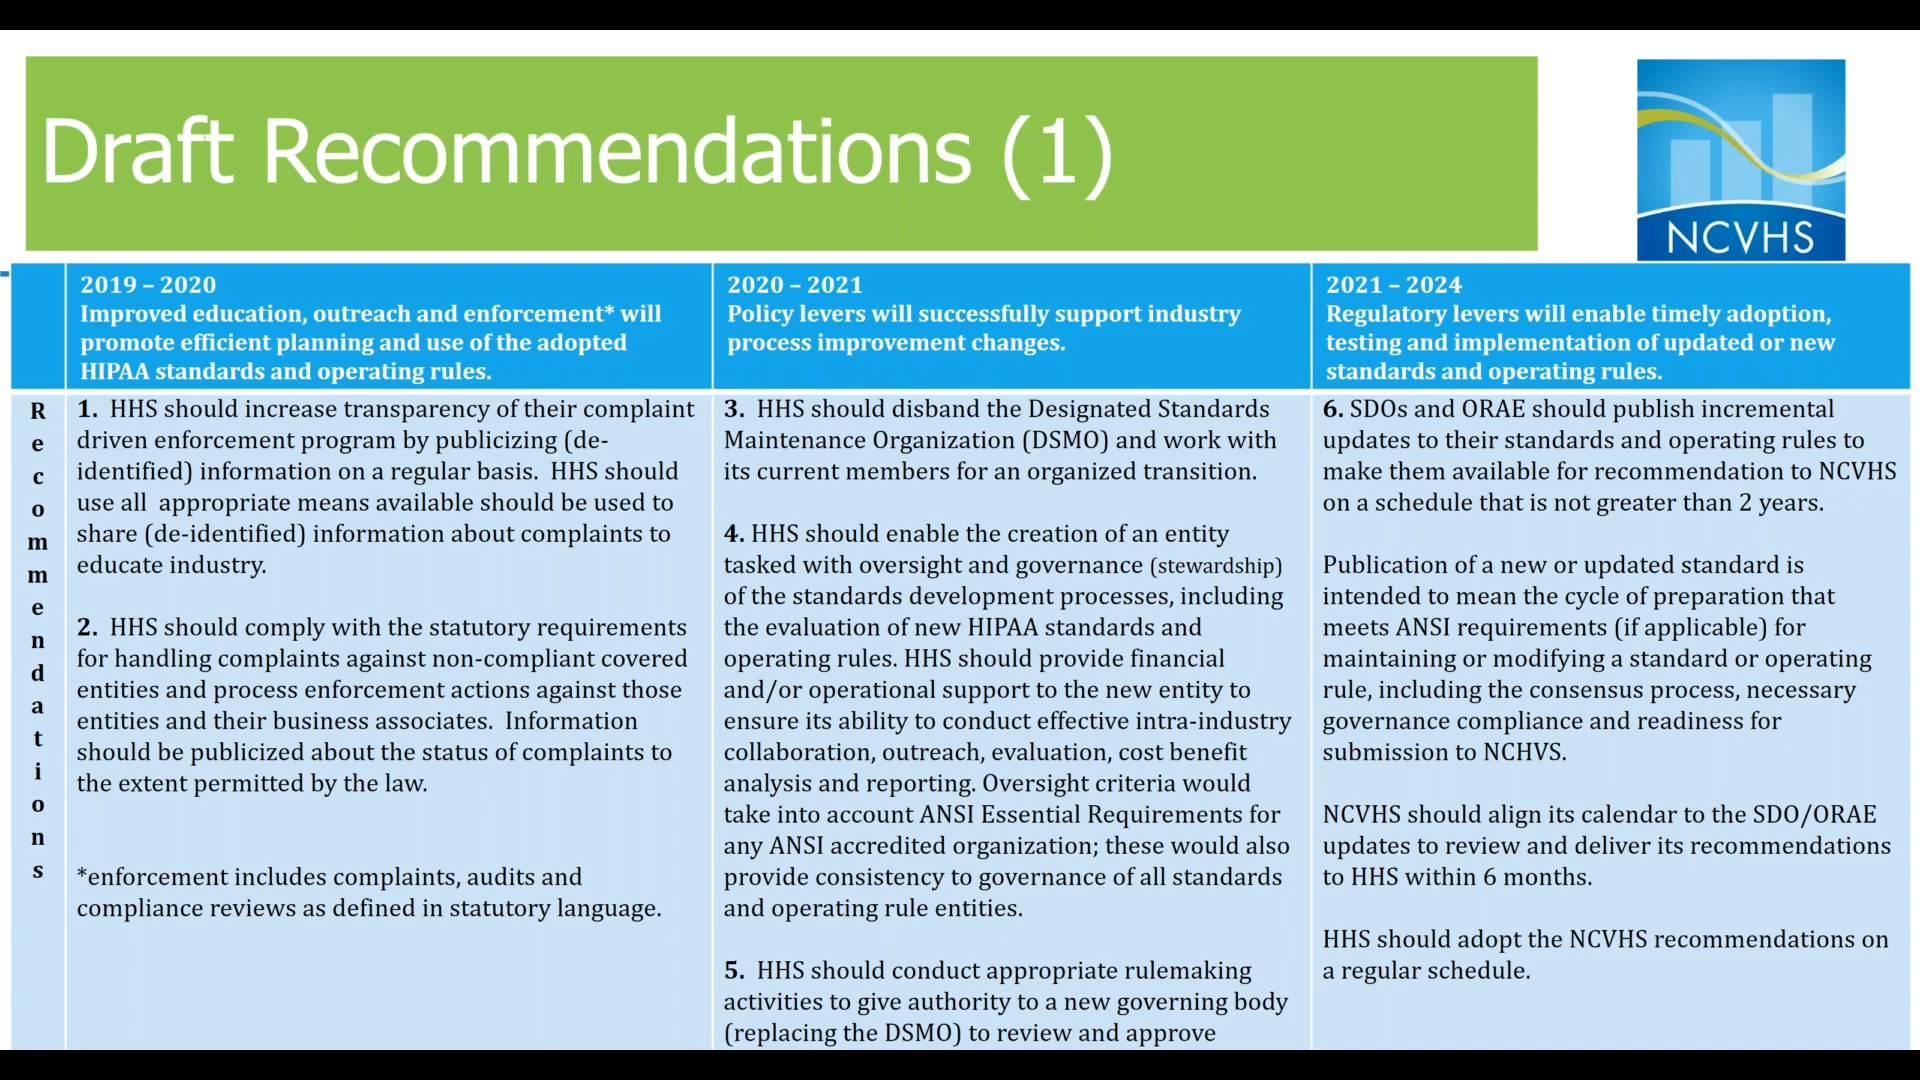 Draft Recommendations (1)
NCVHS
2019 – 2020
Improved education, outreach and enforcement* will
promote efficient planning and use of the adopted
HIPAA standards and operating rules.
2020 – 2021
Policy levers will successfully support industry
process improvement changes.
2021 – 2024
Regulatory levers will enable timely adoption,
testing and implementation of updated or new
standards and operating rules.
R
e
c
o
m
m
e
n
d
a
t
i
o
n
s
1. HHS should increase transparency of their complaint
driven enforcement program by publicizing (de-
identified) information on a regular basis. HHS should
use all appropriate means available should be used to
share (de-identified) information about complaints to
educate industry.
2. HHS should comply with the statutory requirements
for handling complaints against non-compliant covered
entities and process enforcement actions against those
entities and their business associates. Information
should be publicized about the status of complaints to
the extent permitted by the law.
*enforcement includes complaints, audits and
compliance reviews as defined in statutory language.
3. HHS should disband the Designated Standards
Maintenance Organization (DSMO) and work with
its current members for an organized transition.
4. HHS should enable the creation of an entity
tasked with oversight and governance (stewardship)
of the standards development processes, including
the evaluation of new HIPAA standards and
operating rules. HHS should provide financial
and/or operational support to the new entity to
ensure its ability to conduct effective intra-industry
collaboration, outreach, evaluation, cost benefit
analysis and reporting. Oversight criteria would
take into account ANSI Essential Requirements for
any ANSI accredited organization; these would also
provide consistency to governance of all standards
and operating rule entities.
5. HHS should conduct appropriate rulemaking
activities to give authority to a new governing body
(replacing the DSMO) to review and approve
6. SDOs and ORAE should publish incremental
updates to their standards and operating rules to
make them available for recommendation to NCVHS
on a schedule that is not greater than 2 years.
Publication of a new or updated standard is
intended to mean the cycle of preparation that
meets ANSI requirements (if applicable) for
maintaining or modifying a standard or operating
rule, including the consensus process, necessary
governance compliance and readiness for
submission to NCHVS.
NCVHS should align its calendar to the SDO/ORAE
updates to review and deliver its recommendations
to HHS within 6 months.
HHS should adopt the NCVHS recommendations on
a regular schedule.